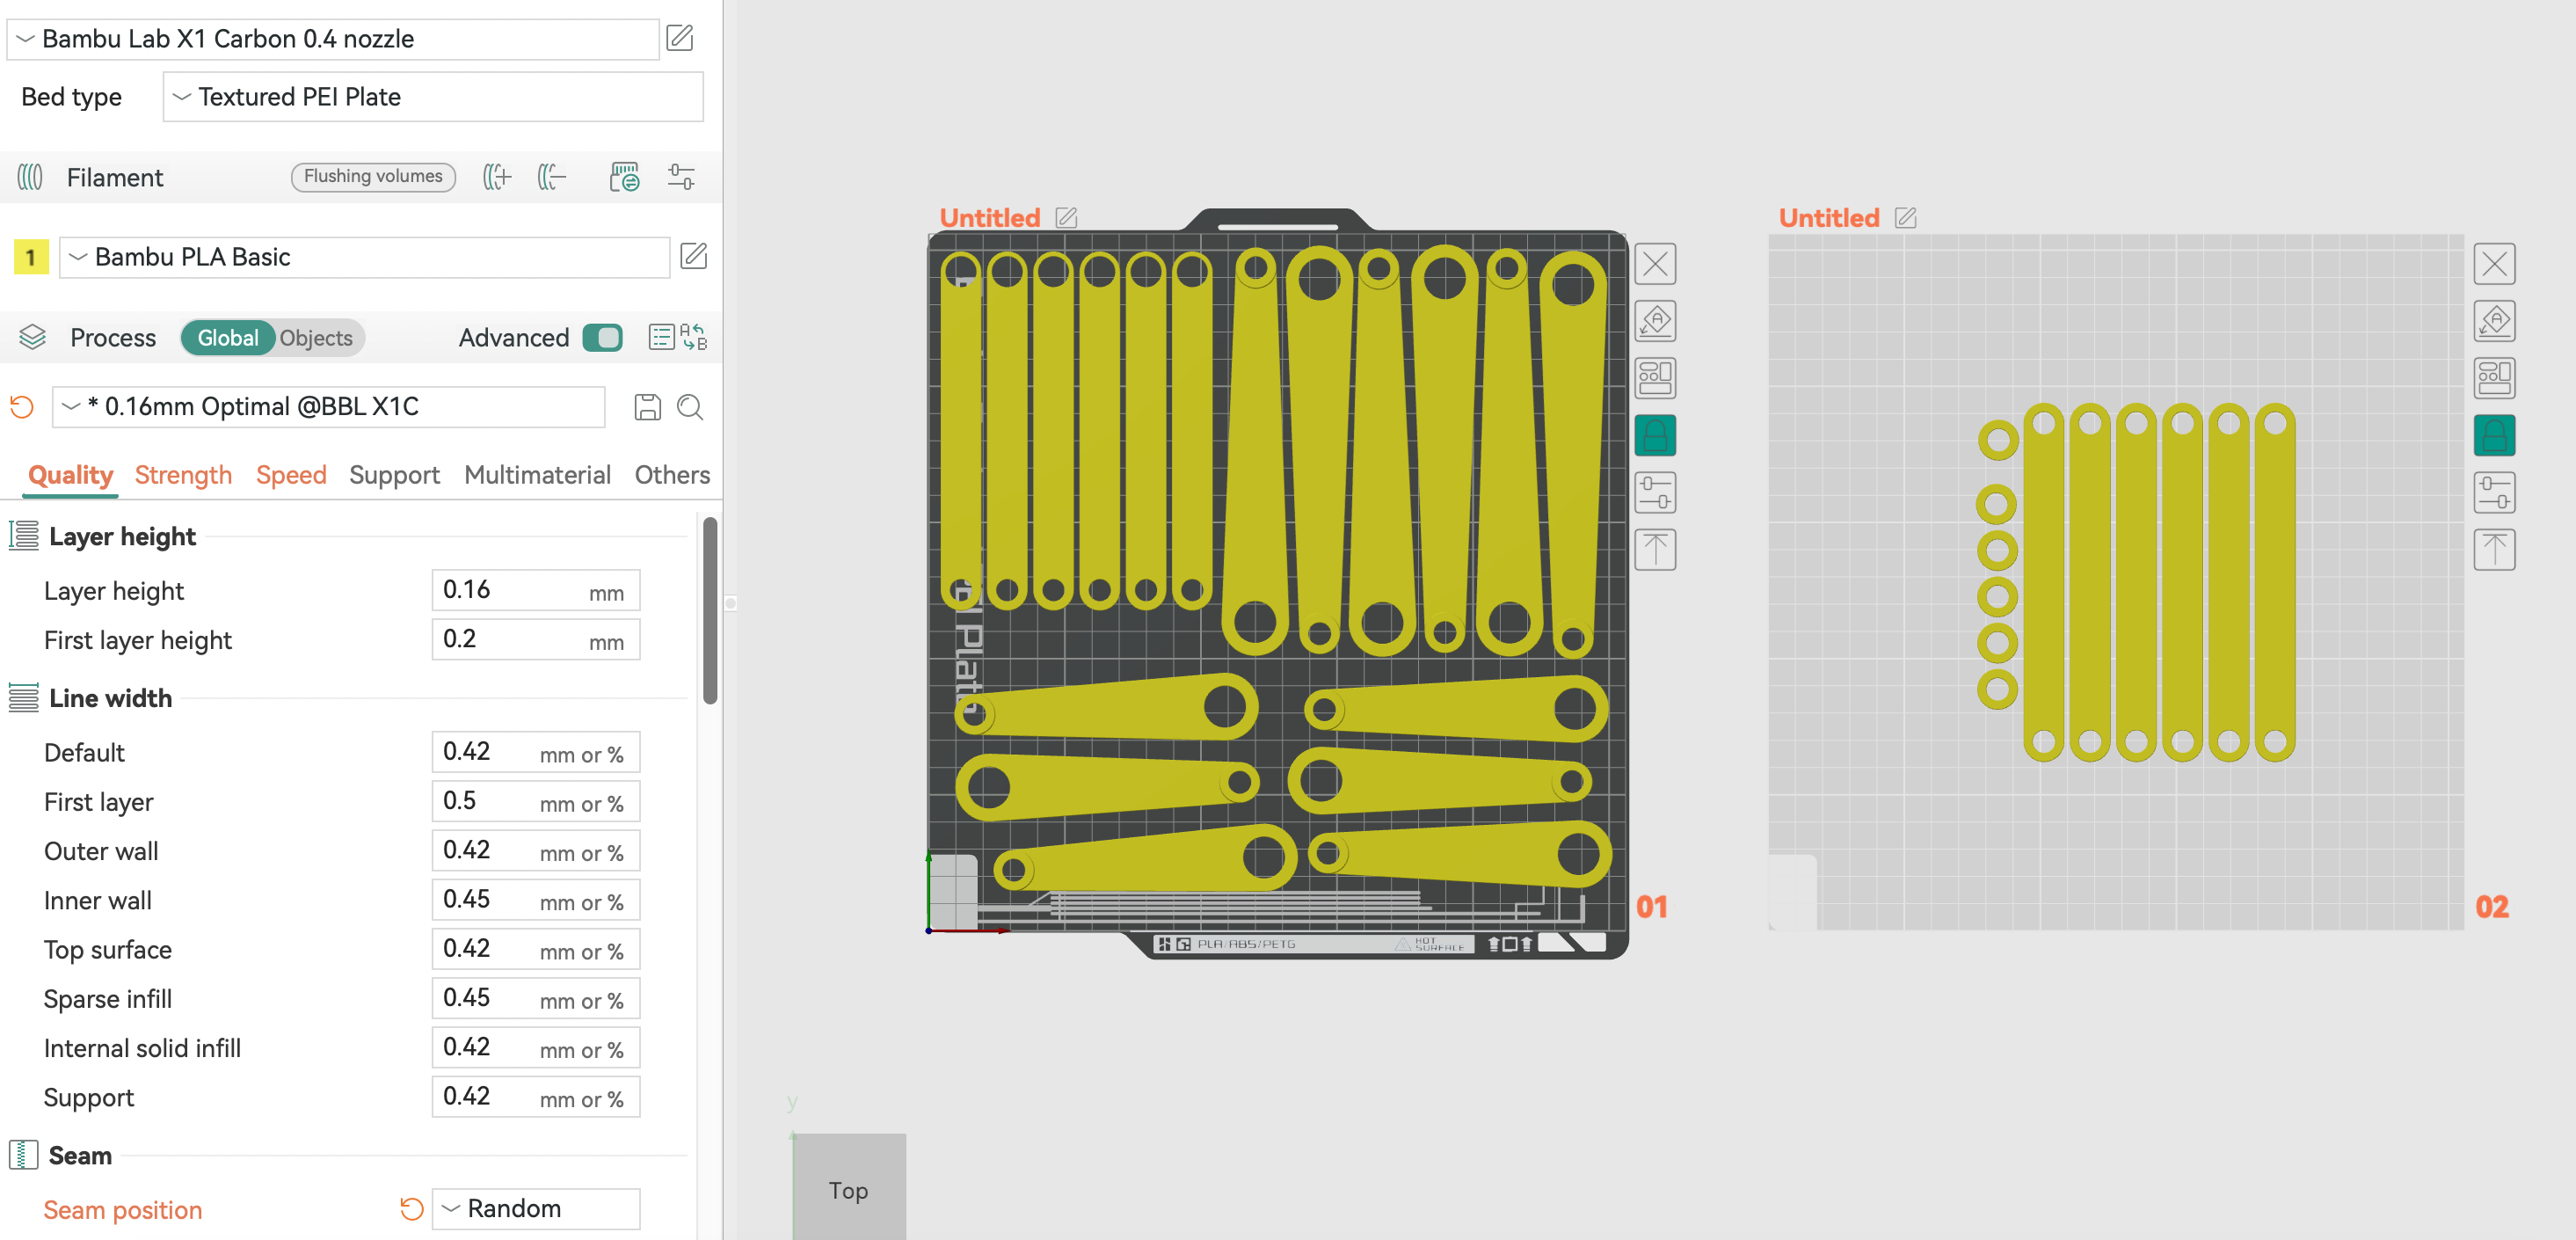 Bambu Lab X1 Carbon 0.4 nozzle
Bed type
Textured PEI Plate
Filament
Flushing volumes
1
Bambu PLA Basic
Process
Global
Objects
Advanced
* 0.16mm Optimal @BBL X1C
Quality
Strength
Speed
Support
Multimaterial
Others
Layer height
Layer height
0.16 mm
First layer height
0.2 mm
Line width
Default
0.42 mm or %
First layer
0.5 mm or %
Outer wall
0.42 mm or %
Inner wall
0.45 mm or %
Top surface
0.42 mm or %
Sparse infill
0.45 mm or %
Internal solid infill
0.42 mm or %
Support
0.42 mm or %
Seam
Seam position
Random
Untitled
Plate
PLA/ABS/PETG
HOT
SURFACE
01
Untitled
02
y
Top